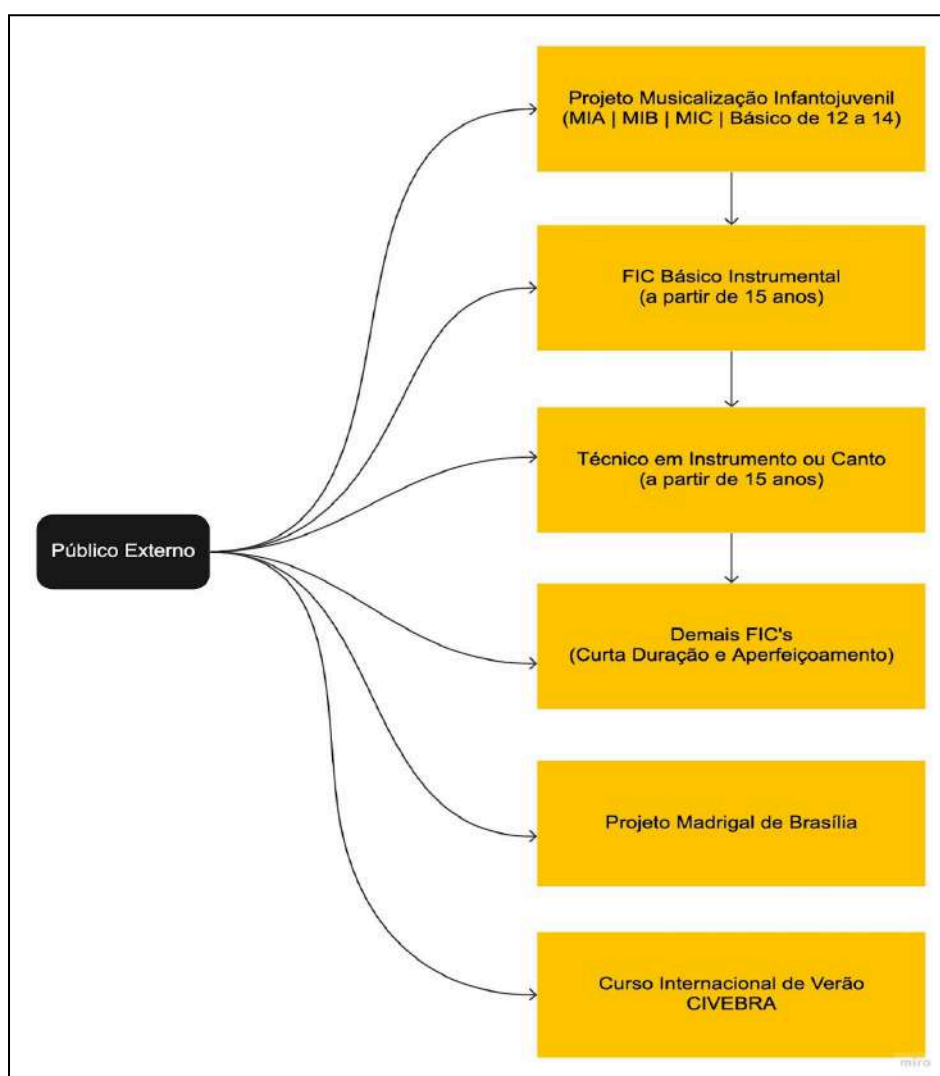 Projeto Musicalização Infantojuvenil
(MIA | MIB | MIC | Básico de 12 a 14)
FIC Básico Instrumental
(a partir de 15 anos)
Técnico em Instrumento ou Canto
(a partir de 15 anos)
Público Externo
Demais FIC's
(Curta Duração e Aperfeiçoamento)
Projeto Madrigal de Brasília
Curso Internacional de Verão
CIVEBRA
miro